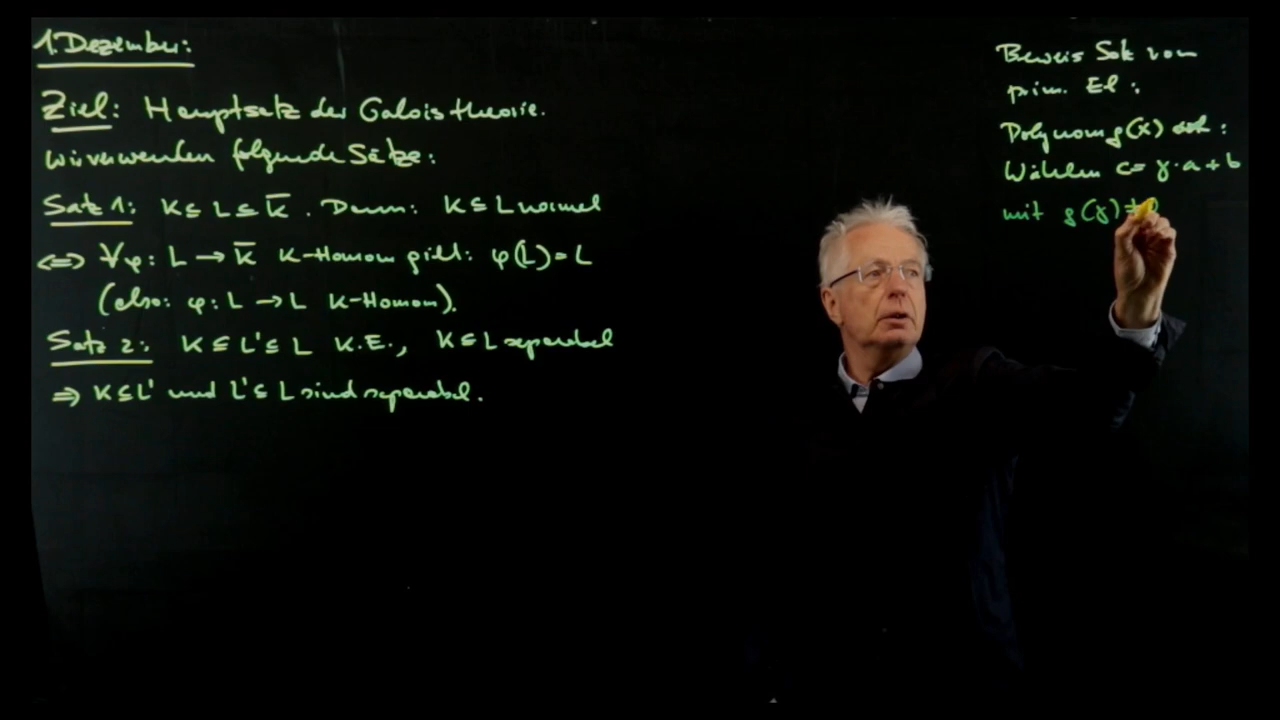 1. Dezember:
Ziel: Hauptsatz der Galoistheorie.
Wir verwenden folgende Sätze:
Satz 1: K ⊆ L ⊆ K̅. Dann: K ⊆ L normal
⇔ ∀φ: L → K̅ K-Homom gilt: φ(L) = L
(also: φ: L → L K-Homom).
Satz 2: K ⊆ L' ⊆ L K.E., K ⊆ L separabel
⇒ K ⊆ L' und L' ⊆ L sind separabel.
Beweis Satz vom
prim. El:
Polynom g(x) :
Wählen c = γ·a + b
mit g(γ) ≠ 0